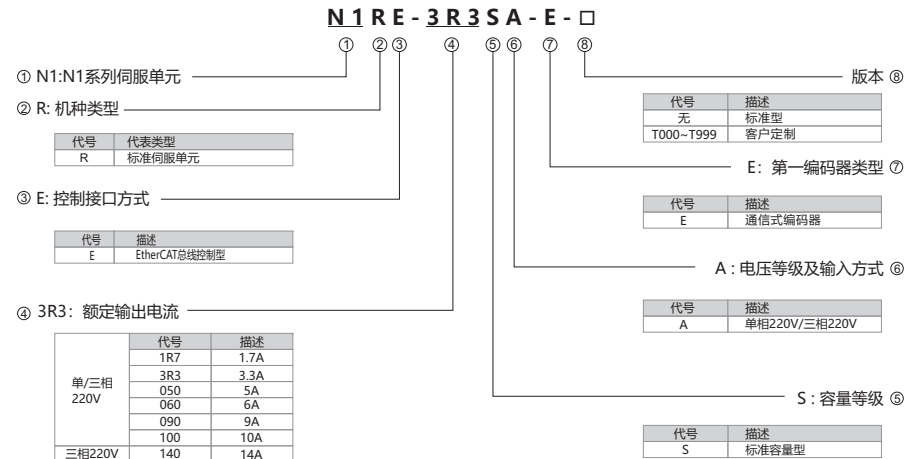 N1RE-3R3SA-E-□
① ② ③ ④ ⑤ ⑥ ⑦ ⑧
① N1:N1系列伺服单元
② R: 机种类型
代号 代表类型
R 标准伺服单元
③ E: 控制接口方式
代号 描述
E EtherCAT总线控制型
④ 3R3：额定输出电流
代号 描述
单/三相220V
1R7 1.7A
3R3 3.3A
050 5A
060 6A
090 9A
100 10A
三相220V 140 14A
版本 ⑧
代号 描述
无 标准型
T000~T999 客户定制
E：第一编码器类型 ⑦
代号 描述
E 通信式编码器
A : 电压等级及输入方式 ⑥
代号 描述
A 单相220V/三相220V
S : 容量等级 ⑤
代号 描述
S 标准容量型